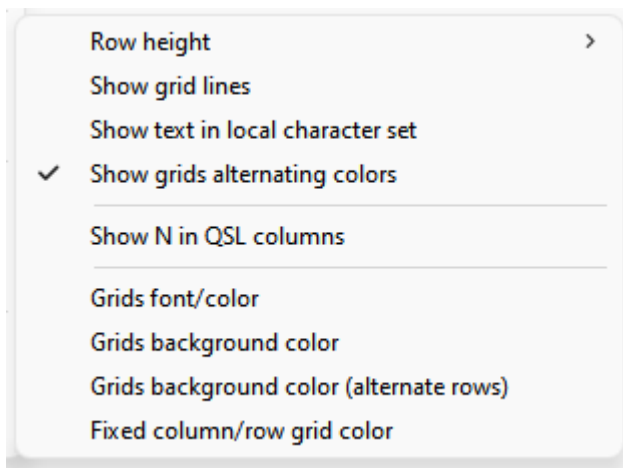 Row height
Show grid lines
Show text in local character set
Show grids alternating colors
Show N in QSL columns
Grids font/color
Grids background color
Grids background color (alternate rows)
Fixed column/row grid color